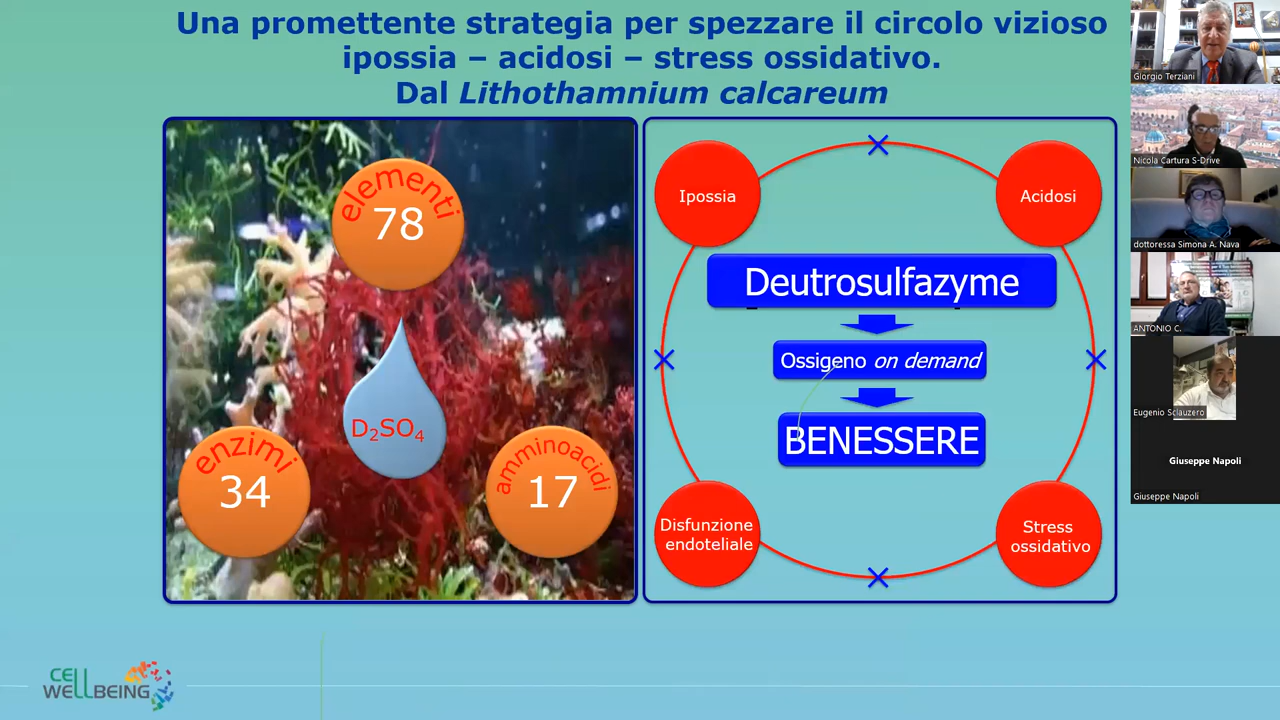 Una promettente strategia per spezzare il circolo vizioso
ipossia – acidosi – stress ossidativo.
Dal Lithothamnium calcareum
elementi
78
D₂SO₄
enzimi
34
amminoacidi
17
Ipossia
Acidosi
Deutrosulfazyme
Ossigeno on demand
BENESSERE
Disfunzione
endoteliale
Stress
ossidativo
CELL
WELLBEING
Giorgio Terziani
Nicola Cartura S-Drive
dottoressa Simona A. Nava
ANTONIO C.
Eugenio Sclauzero
Giuseppe Napoli
Giuseppe Napoli